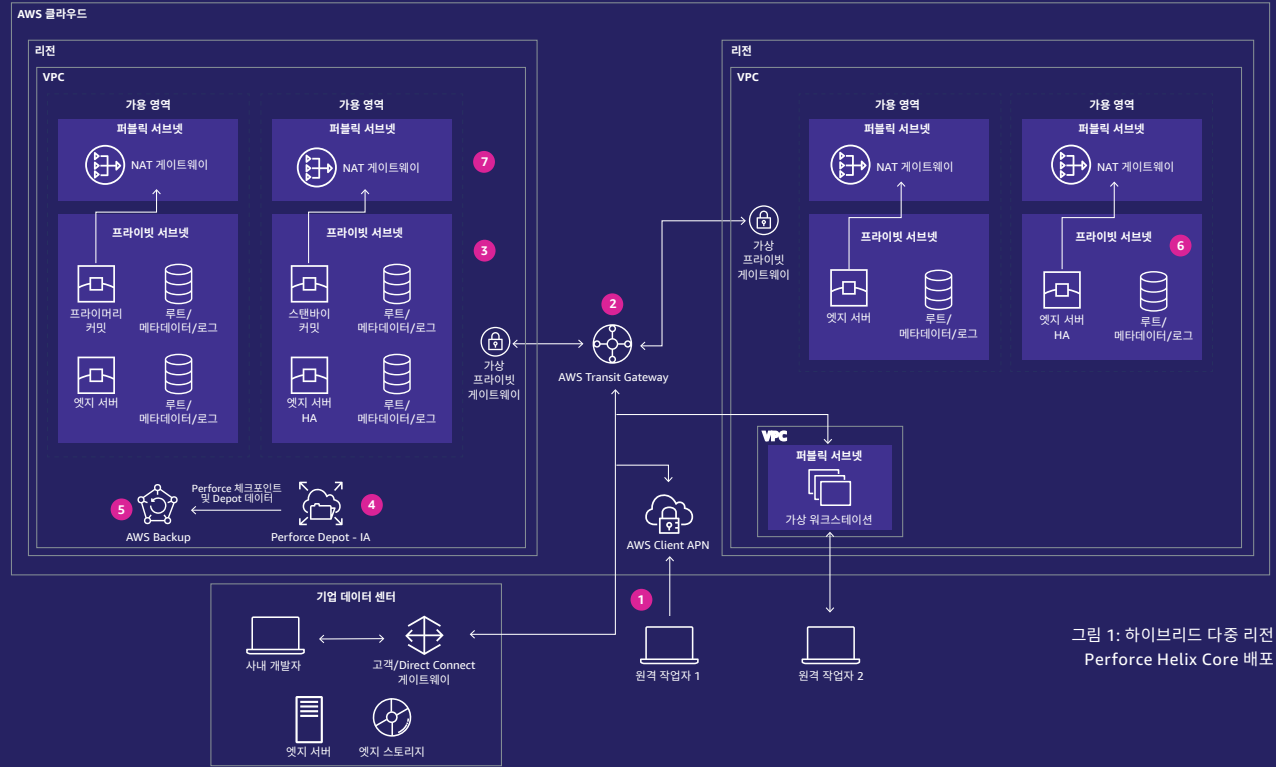 AWS 클라우드
리전
VPC
가용 영역
퍼블릭 서브넷
NAT 게이트웨이
프라이빗 서브넷
프라이머리
커밋
루트/
메타데이터/로그
엣지 서버
루트/
메타데이터/로그
가용 영역
퍼블릭 서브넷
NAT 게이트웨이
프라이빗 서브넷
스탠바이
커밋
루트/
메타데이터/로그
엣지 서버
HA
루트/
메타데이터/로그
7
3
5
AWS Backup
Perforce 체크포인트
및 Depot 데이터
4
Perforce Depot - IA
가상
프라이빗
게이트웨이
2
AWS Transit Gateway
가상
프라이빗
게이트웨이
리전
VPC
가용 영역
퍼블릭 서브넷
NAT 게이트웨이
프라이빗 서브넷
엣지 서버
루트/
메타데이터/로그
가용 영역
퍼블릭 서브넷
NAT 게이트웨이
프라이빗 서브넷
6
엣지 서버
HA
루트/
메타데이터/로그
VPC
퍼블릭 서브넷
가상 워크스테이션
AWS Client APN
1
원격 작업자 1
원격 작업자 2
기업 데이터 센터
사내 개발자
고객/Direct Connect
게이트웨이
엣지 서버
엣지 스토리지
그림 1: 하이브리드 다중 리전
Perforce Helix Core 배포